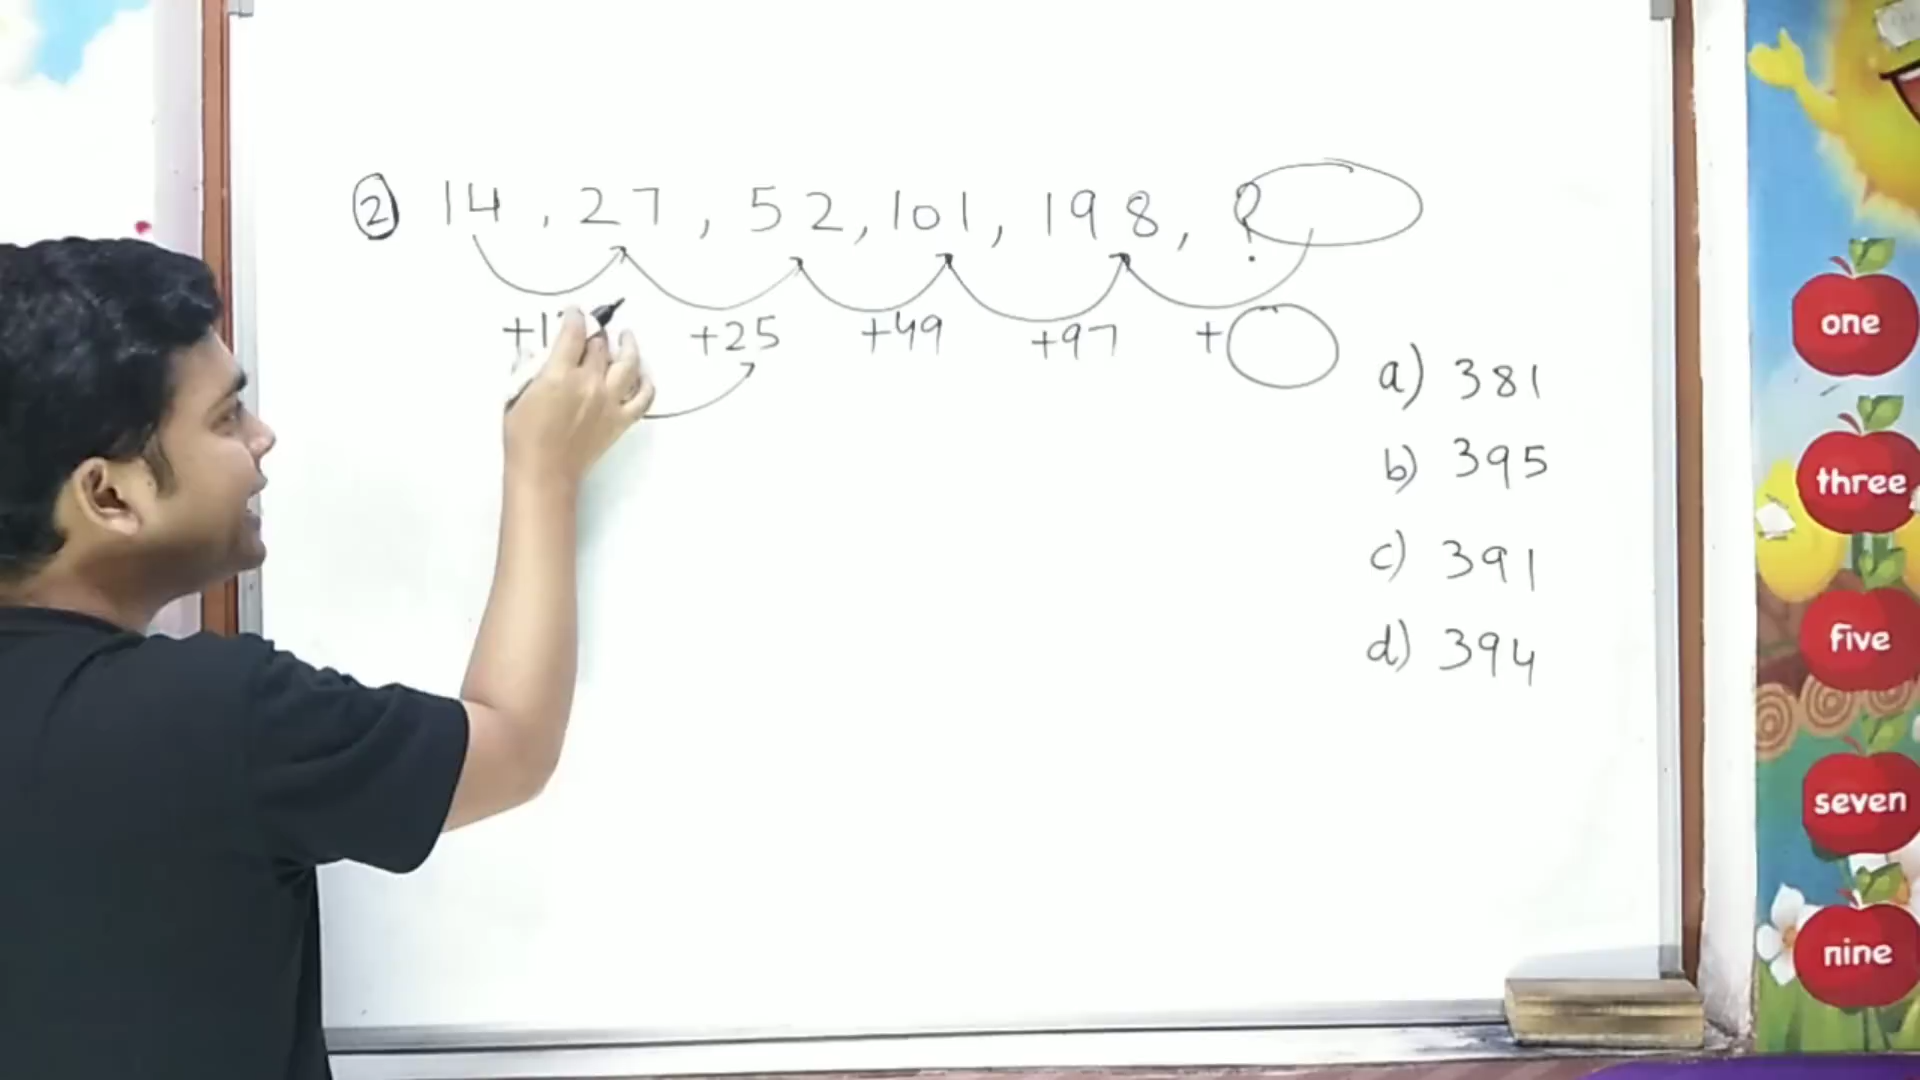 ② 14, 27, 52, 101, 198, ?
+25 +49 +97 +
a) 381
b) 395
c) 391
d) 394
one
three
five
seven
nine